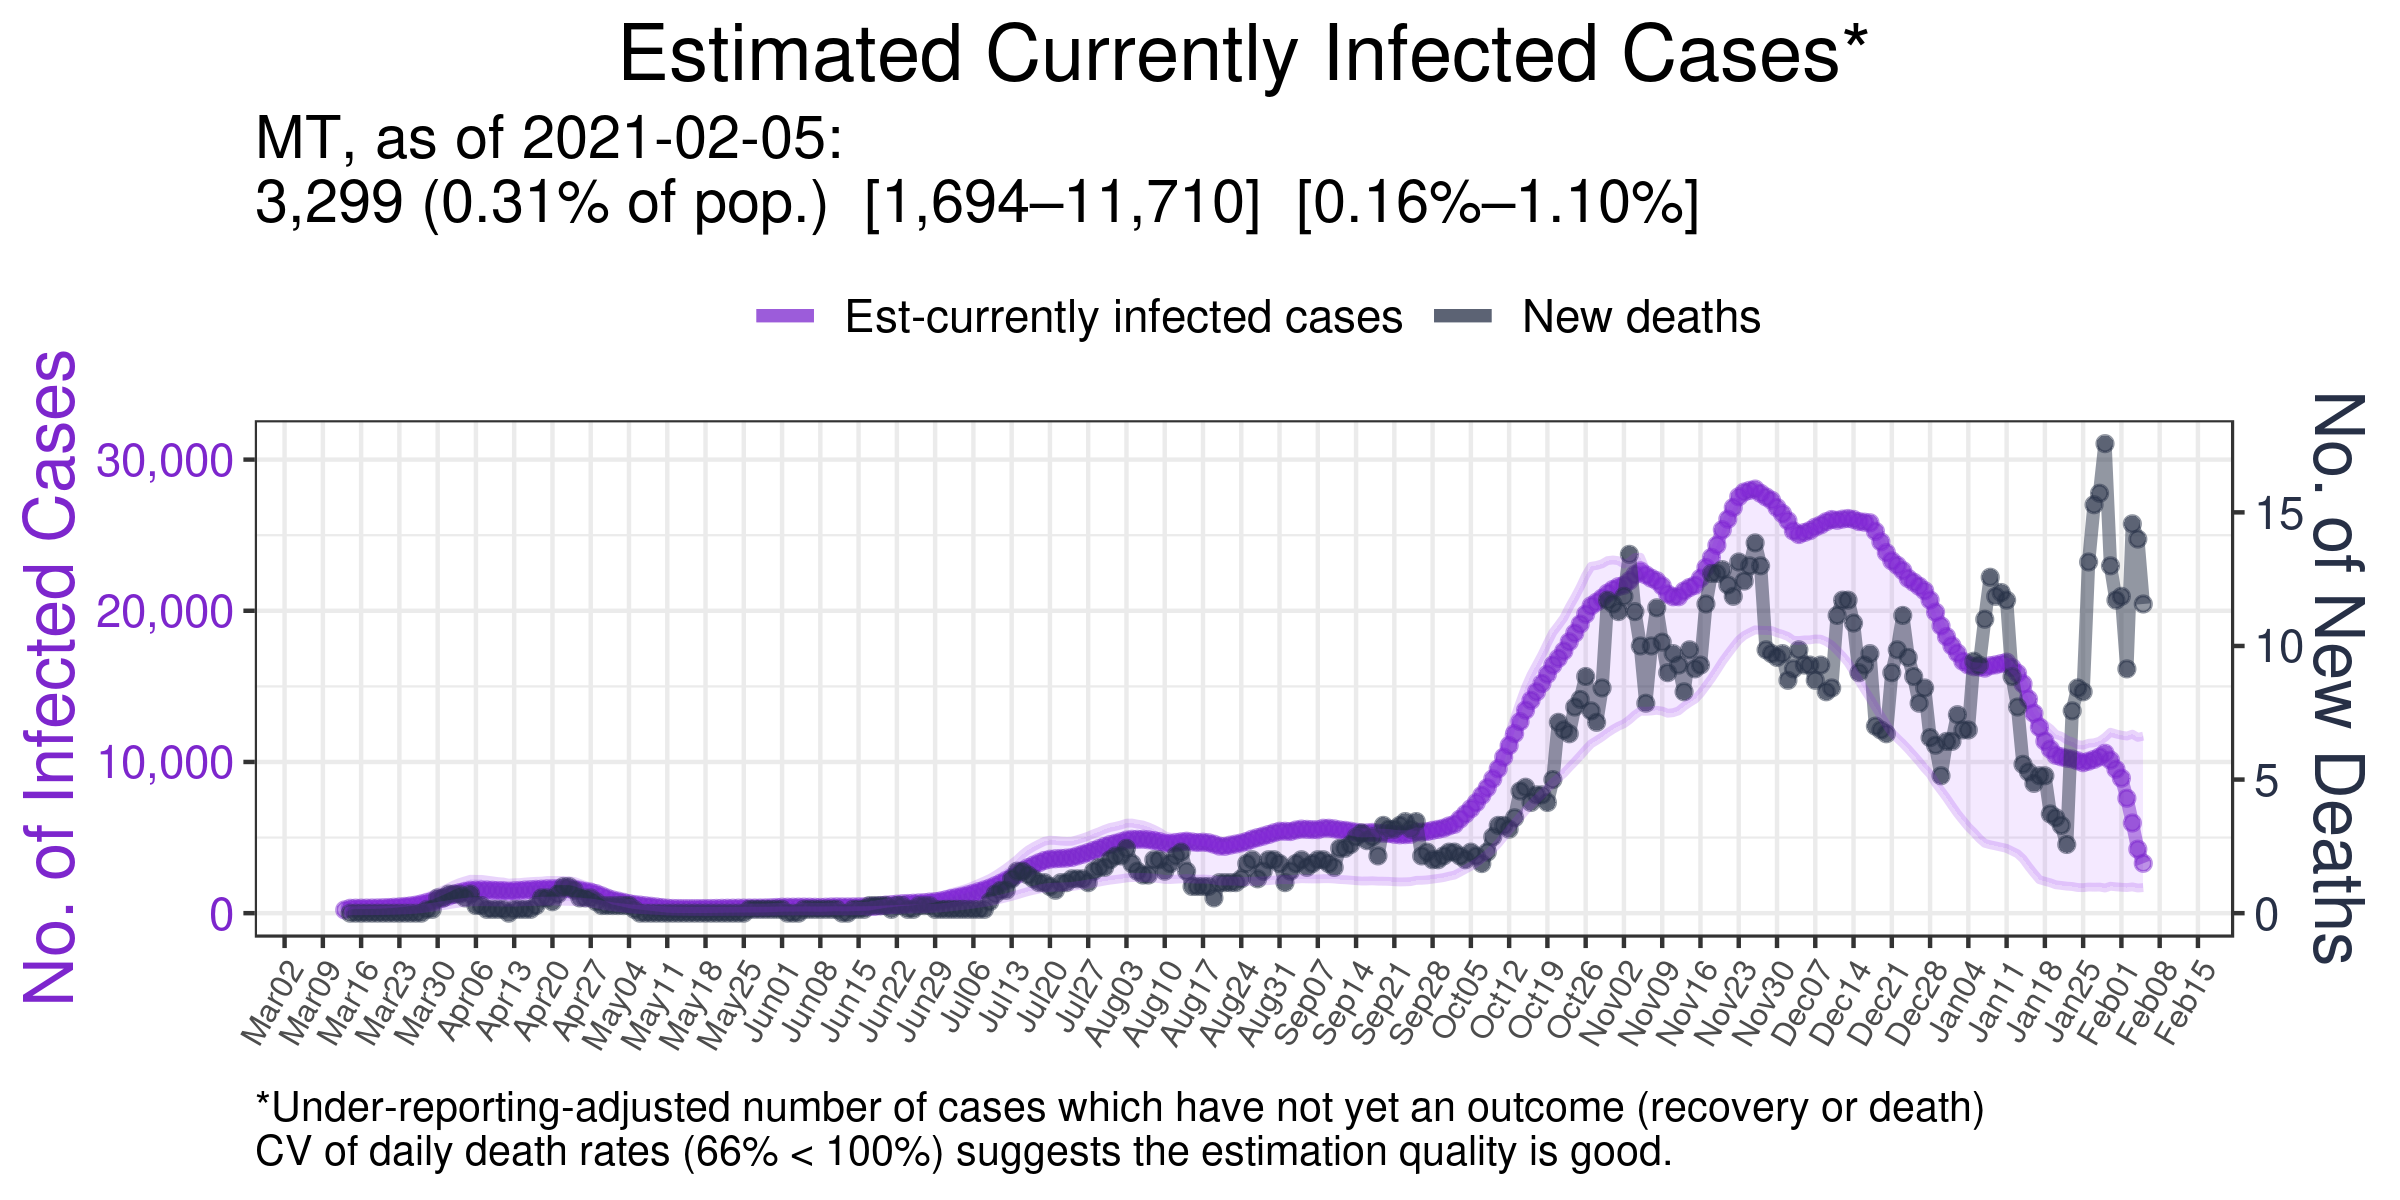 Estimated Currently Infected Cases*
MT, as of 2021-02-05:
3,299 (0.31% of pop.)  [1,694–11,710]  [0.16%–1.10%]
Est-currently infected cases
New deaths
No. of Infected Cases
30,000
20,000
10,000
0
No. of New Deaths
15
10
5
0
Mar02
Mar09
Mar16
Mar23
Mar30
Apr06
Apr13
Apr20
Apr27
May04
May11
May18
May25
Jun01
Jun08
Jun15
Jun22
Jun29
Jul06
Jul13
Jul20
Jul27
Aug03
Aug10
Aug17
Aug24
Aug31
Sep07
Sep14
Sep21
Sep28
Oct05
Oct12
Oct19
Oct26
Nov02
Nov09
Nov16
Nov23
Nov30
Dec07
Dec14
Dec21
Dec28
Jan04
Jan11
Jan18
Jan25
Feb01
Feb08
Feb15
*Under-reporting-adjusted number of cases which have not yet an outcome (recovery or death)
CV of daily death rates (66% < 100%) suggests the estimation quality is good.